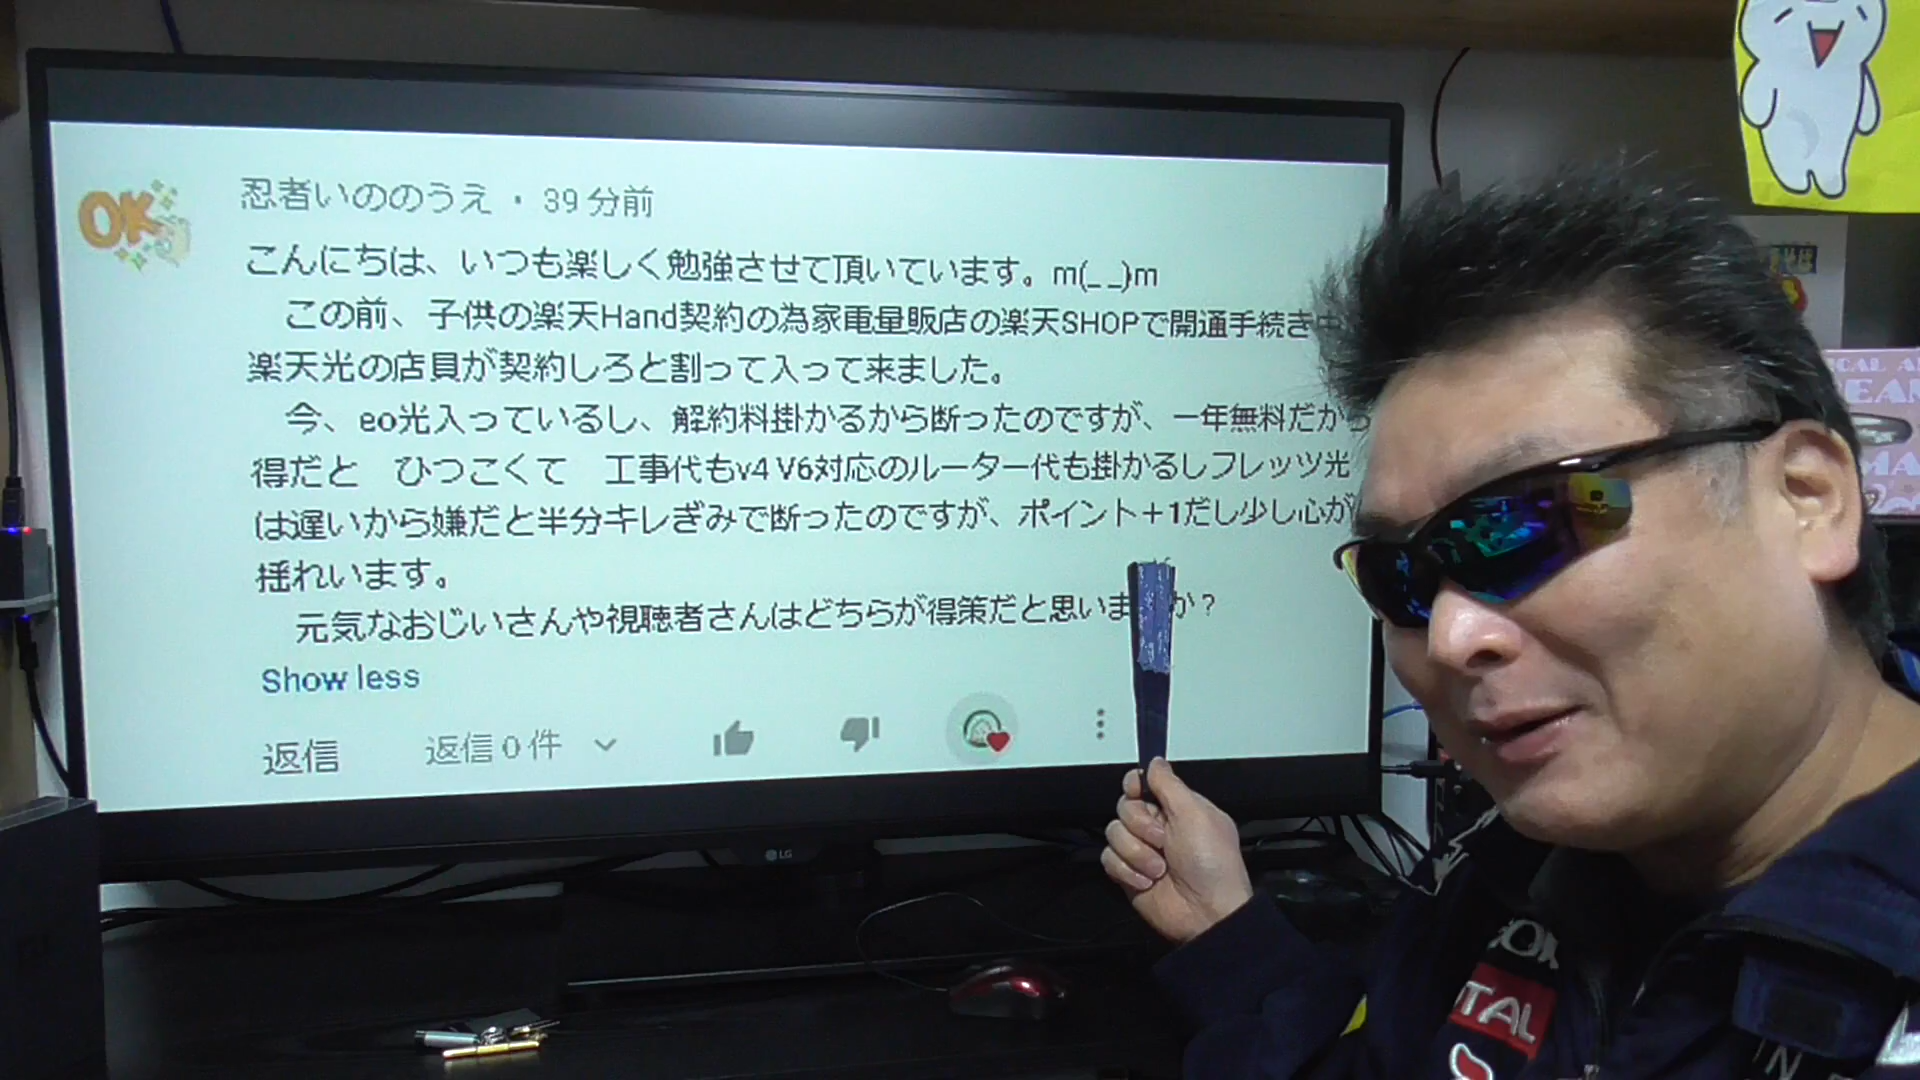 OK
忍者いののうえ・39 分前
こんにちは、いつも楽しく勉強させて頂いています。m(_ _)m
この前、子供の楽天Hand契約の為家電量販店の楽天SHOPで開通手続き中
楽天光の店員が契約しろと割って入って来ました。
今、eo光入っているし、解約料掛かるから断ったのですが、一年無料だから
得だと ひつこくて 工事代もv4 V6対応のルーター代も掛かるしフレッツ光
は遅いから嫌だと半分キレぎみで断ったのですが、ポイント+1だし少し心が
揺れいます。
元気なおじいさんや視聴者さんはどちらが得策だと思いま か?
Show less
返信 返信 0 件
LG